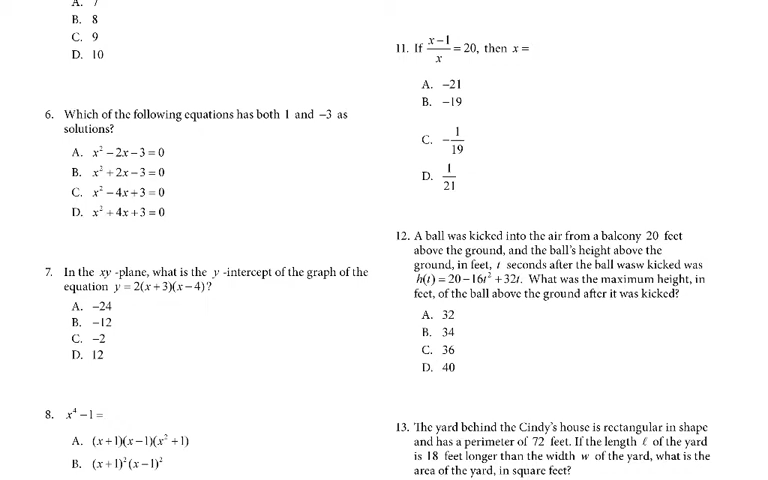 A. 7
B. 8
C. 9
D. 10
6. Which of the following equations has both 1 and −3 as
solutions?
A. x² − 2x − 3 = 0
B. x² + 2x − 3 = 0
C. x² − 4x + 3 = 0
D. x² + 4x + 3 = 0
7. In the xy -plane, what is the y -intercept of the graph of the
equation y = 2(x + 3)(x − 4)?
A. −24
B. −12
C. −2
D. 12
8. x⁴ − 1 =
A. (x + 1)(x − 1)(x² + 1)
B. (x + 1)²(x − 1)²
11. If (x − 1)/x = 20, then x =
A. −21
B. −19
C. −1/19
D. 1/21
12. A ball was kicked into the air from a balcony 20 feet
above the ground, and the ball's height above the
ground, in feet, t seconds after the ball wasw kicked was
h(t) = 20 − 16t² + 32t. What was the maximum height, in
feet, of the ball above the ground after it was kicked?
A. 32
B. 34
C. 36
D. 40
13. The yard behind the Cindy's house is rectangular in shape
and has a perimeter of 72 feet. If the length ℓ of the yard
is 18 feet longer than the width w of the yard, what is the
area of the yard, in square feet?